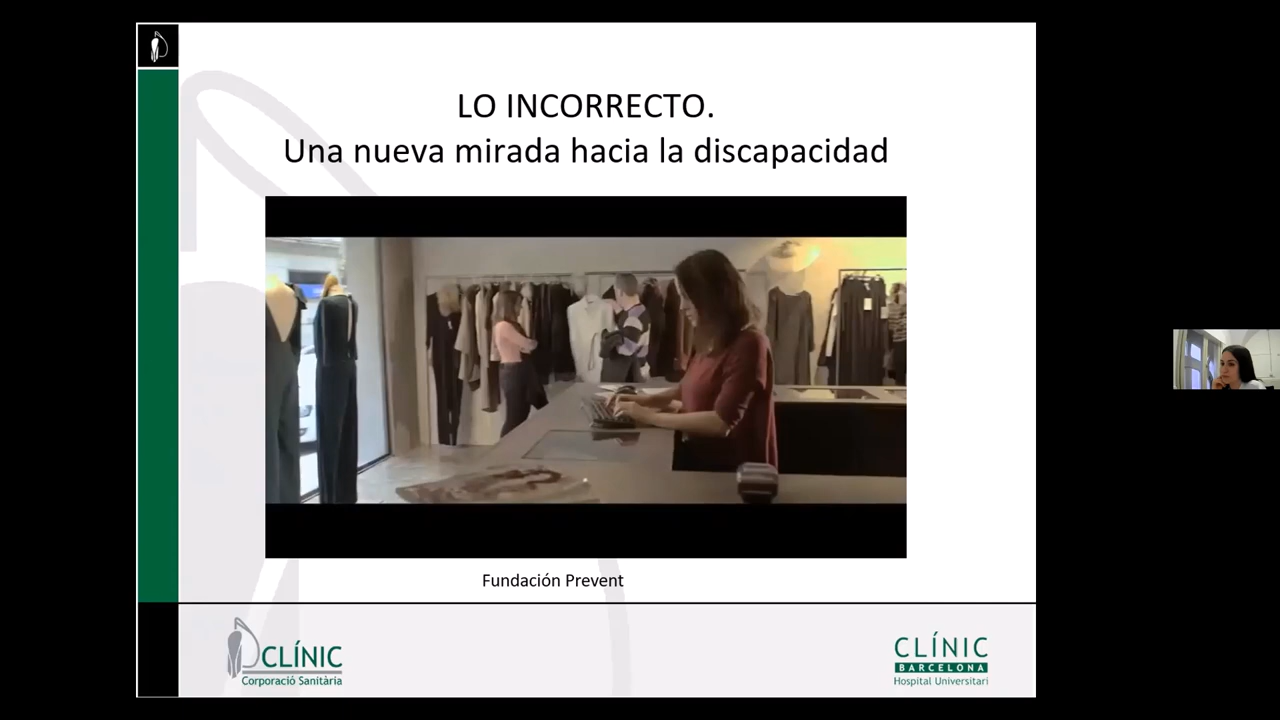 LO INCORRECTO.
Una nueva mirada hacia la discapacidad
Fundación Prevent
CLÍNIC
Corporació Sanitària
CLÍNIC
BARCELONA
Hospital Universitari